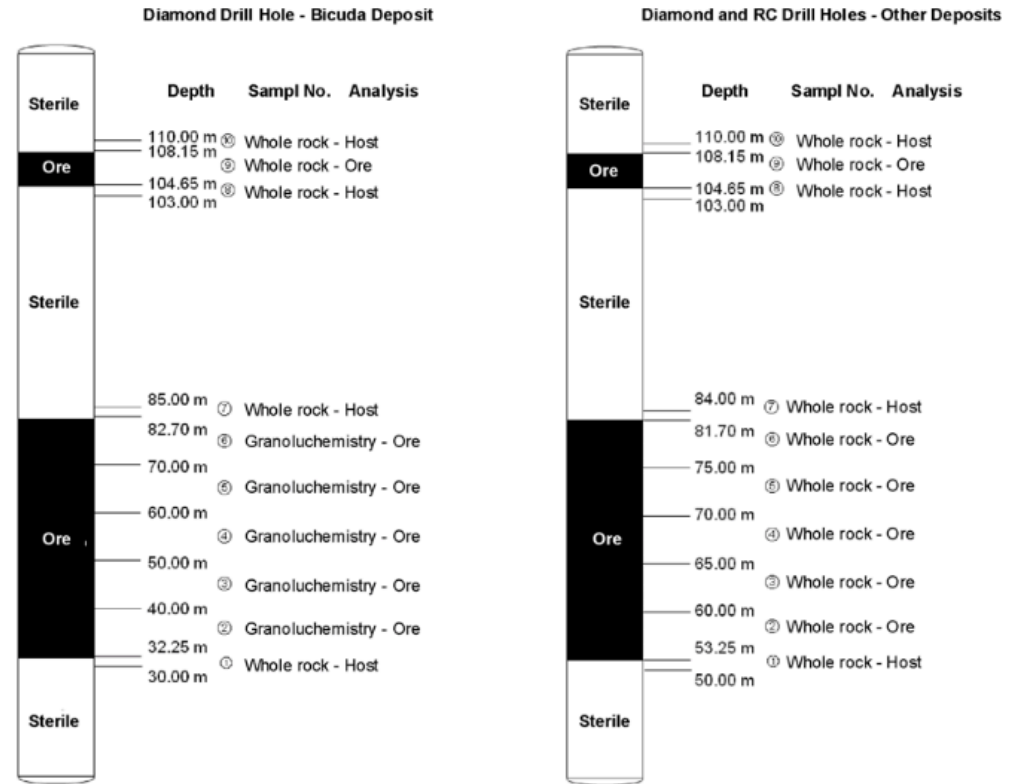 Diamond Drill Hole - Bicuda Deposit
Depth Sampl No. Analysis
Sterile
110.00 m ⑩ Whole rock - Host
108.15 m
Ore
⑨ Whole rock - Ore
104.65 m ⑧ Whole rock - Host
103.00 m
Sterile
85.00 m
⑦ Whole rock - Host
82.70 m
⑥ Granoluchemistry - Ore
70.00 m
⑤ Granoluchemistry - Ore
60.00 m
Ore
④ Granoluchemistry - Ore
50.00 m
③ Granoluchemistry - Ore
40.00 m
② Granoluchemistry - Ore
32.25 m
① Whole rock - Host
30.00 m
Sterile
Diamond and RC Drill Holes - Other Deposits
Depth Sampl No. Analysis
Sterile
110.00 m ⑩ Whole rock - Host
108.15 m
⑨ Whole rock - Ore
Ore
104.65 m ⑧ Whole rock - Host
103.00 m
Sterile
84.00 m
⑦ Whole rock - Host
81.70 m
⑥ Whole rock - Ore
75.00 m
⑤ Whole rock - Ore
70.00 m
Ore
④ Whole rock - Ore
65.00 m
③ Whole rock - Ore
60.00 m
② Whole rock - Ore
53.25 m
① Whole rock - Host
50.00 m
Sterile